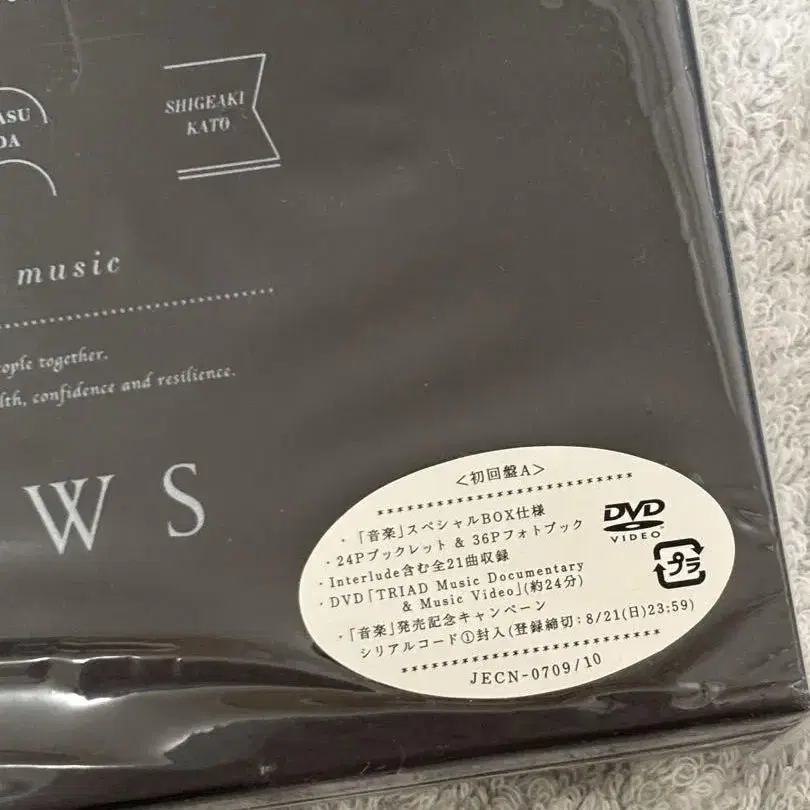 ASU
DA
SHIGEAKI
KATO
music
ople together.
lth, confidence and resilience.
W S
<初回盤A>
***************************
・「音楽」スペシャルBOX仕様
・24Pブックレット & 36Pフォトブック
・Interlude含む全21曲収録
・DVD「TRIAD Music Documentary
& Music Video」(約24分)
・「音楽」発売記念キャンペーン
シリアルコード①封入(登録締切:8/21(日)23:59)
***************************
JECN-0709/10
DVD
VIDEO
プラ